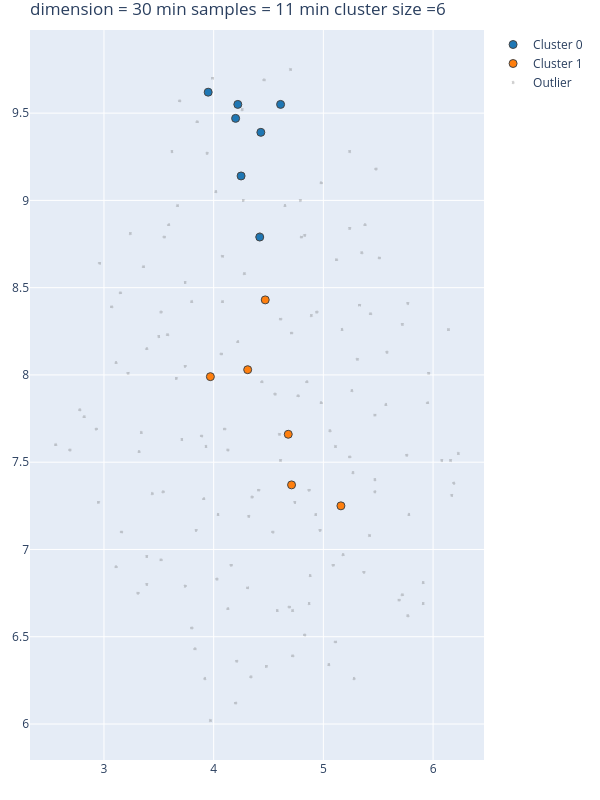 dimension = 30 min samples = 11 min cluster size =6
Cluster 0
Cluster 1
Outlier
9.5
9
8.5
8
7.5
7
6.5
6
3 4 5 6